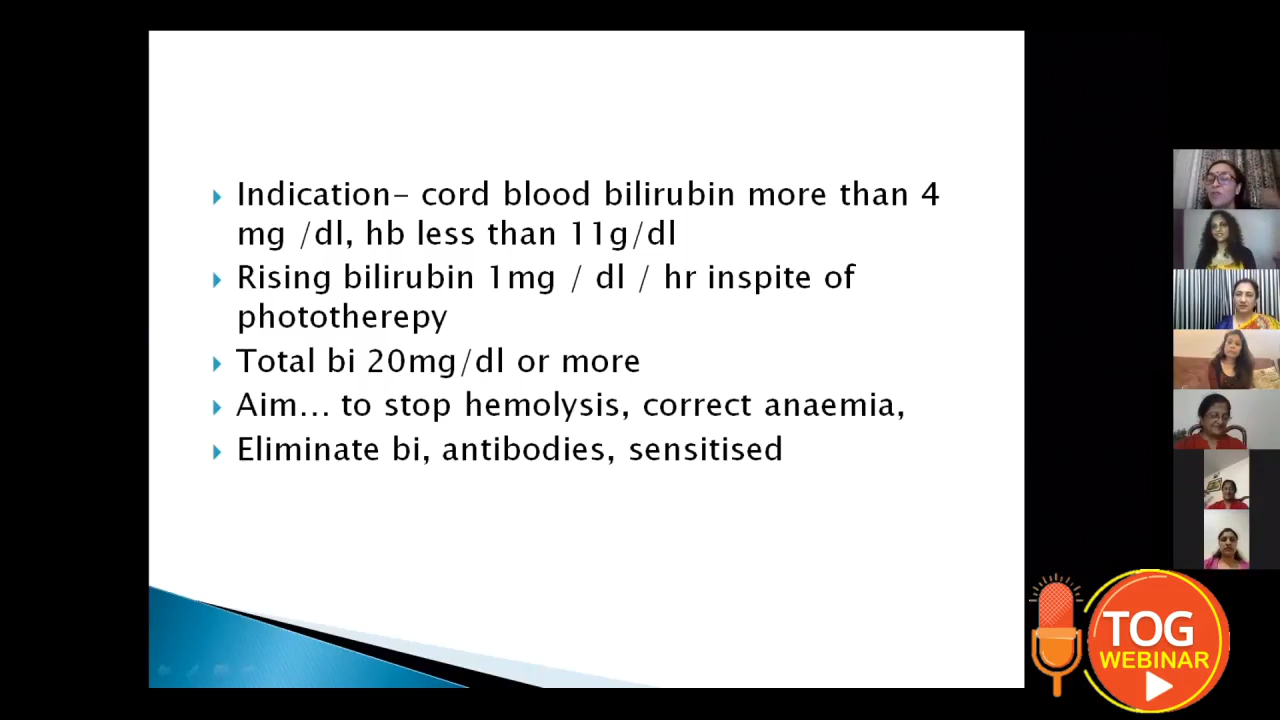 Indication- cord blood bilirubin more than 4
mg /dl, hb less than 11g/dl
Rising bilirubin 1mg / dl / hr inspite of
phototherepy
Total bi 20mg/dl or more
Aim... to stop hemolysis, correct anaemia,
Eliminate bi, antibodies, sensitised
TOG
WEBINAR